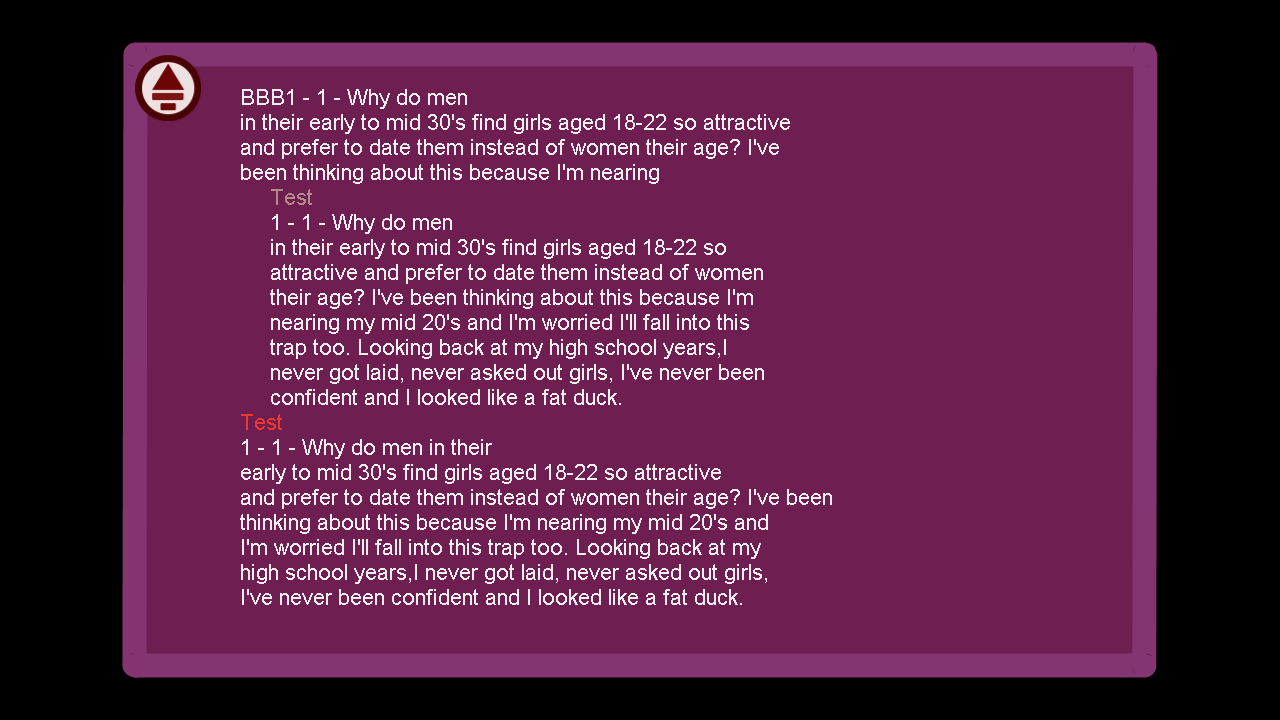 BBB1 - 1 - Why do men
in their early to mid 30's find girls aged 18-22 so attractive
and prefer to date them instead of women their age? I've
been thinking about this because I'm nearing
Test
1 - 1 - Why do men
in their early to mid 30's find girls aged 18-22 so
attractive and prefer to date them instead of women
their age? I've been thinking about this because I'm
nearing my mid 20's and I'm worried I'll fall into this
trap too. Looking back at my high school years,I
never got laid, never asked out girls, I've never been
confident and I looked like a fat duck.
Test
1 - 1 - Why do men in their
early to mid 30's find girls aged 18-22 so attractive
and prefer to date them instead of women their age? I've been
thinking about this because I'm nearing my mid 20's and
I'm worried I'll fall into this trap too. Looking back at my
high school years,I never got laid, never asked out girls,
I've never been confident and I looked like a fat duck.